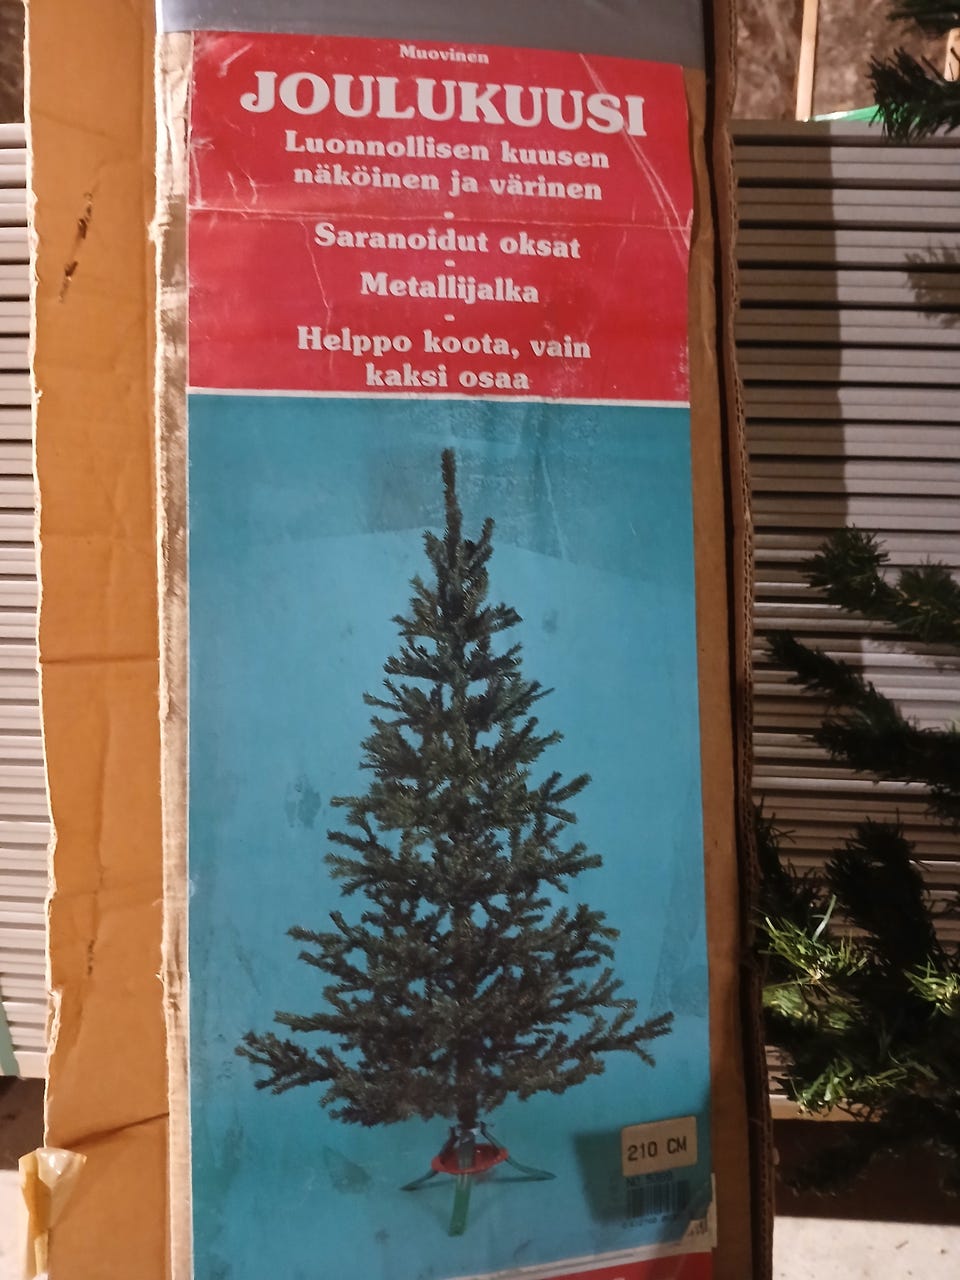 Muovinen
JOULUKUUSI
Luonnollisen kuusen
näköinen ja värinen
-
Saranoidut oksat
-
Metallijalka
-
Helppo koota, vain
kaksi osaa
210 CM